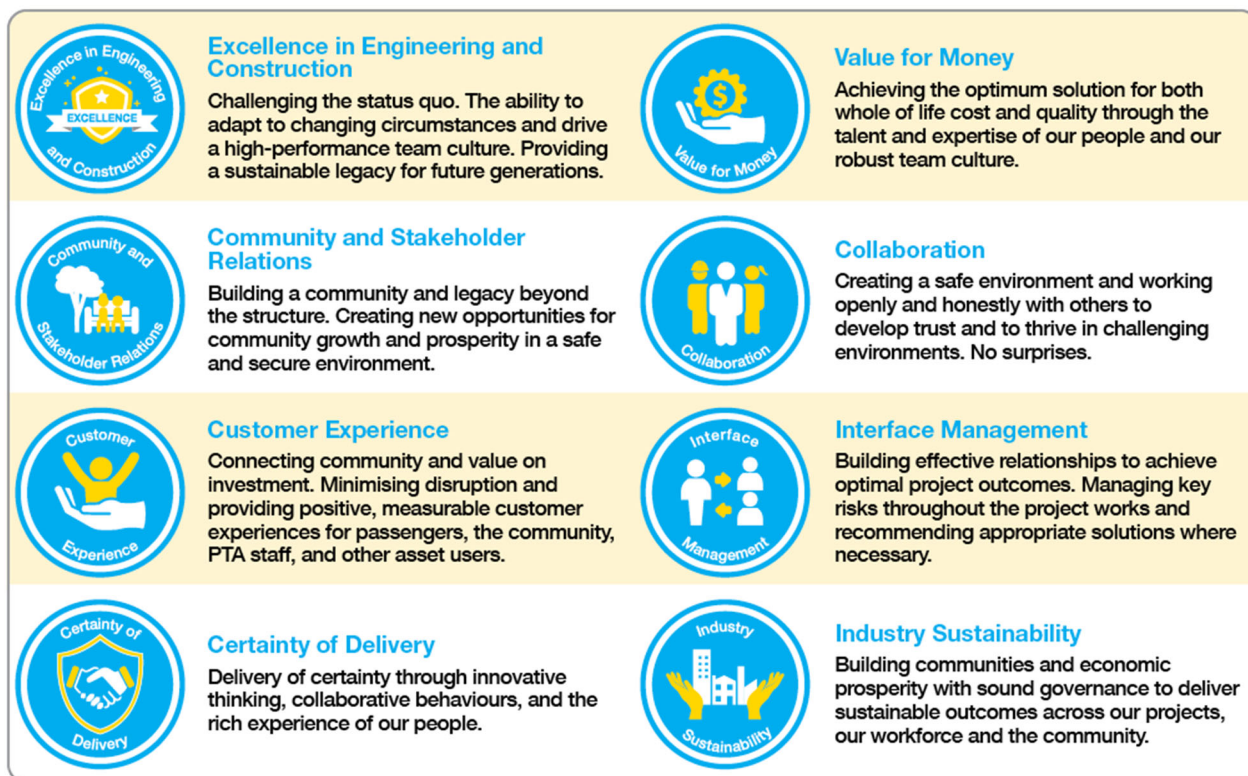 Excellence in Engineering
EXCELLENCE
and Construction
Excellence in Engineering and
Construction
Challenging the status quo. The ability to
adapt to changing circumstances and drive
a high-performance team culture. Providing
a sustainable legacy for future generations.
$
Value for Money
Value for Money
Achieving the optimum solution for both
whole of life cost and quality through the
talent and expertise of our people and our
robust team culture.
Community and
Stakeholder Relations
Community and Stakeholder
Relations
Building a community and legacy beyond
the structure. Creating new opportunities for
community growth and prosperity in a safe
and secure environment.
Collaboration
Collaboration
Creating a safe environment and working
openly and honestly with others to
develop trust and to thrive in challenging
environments. No surprises.
Customer
Experience
Customer Experience
Connecting community and value on
investment. Minimising disruption and
providing positive, measurable customer
experiences for passengers, the community,
PTA staff, and other asset users.
Interface
Management
Interface Management
Building effective relationships to achieve
optimal project outcomes. Managing key
risks throughout the project works and
recommending appropriate solutions where
necessary.
Certainty of
Delivery
Certainty of Delivery
Delivery of certainty through innovative
thinking, collaborative behaviours, and the
rich experience of our people.
Industry
Sustainability
Industry Sustainability
Building communities and economic
prosperity with sound governance to deliver
sustainable outcomes across our projects,
our workforce and the community.